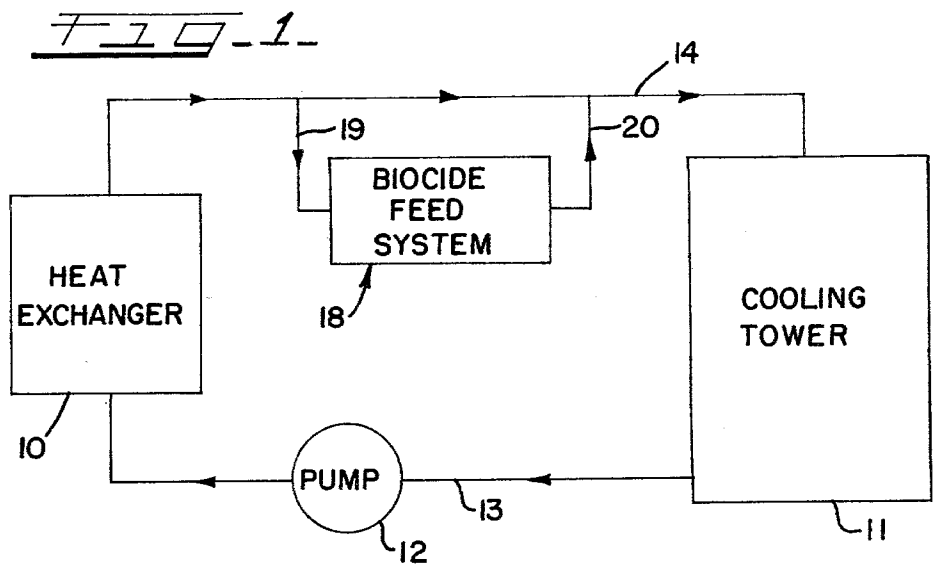 Fig-1-
14
19
20
BIOCIDE
FEED
SYSTEM
18
HEAT
EXCHANGER
10
COOLING
TOWER
11
PUMP
12
13